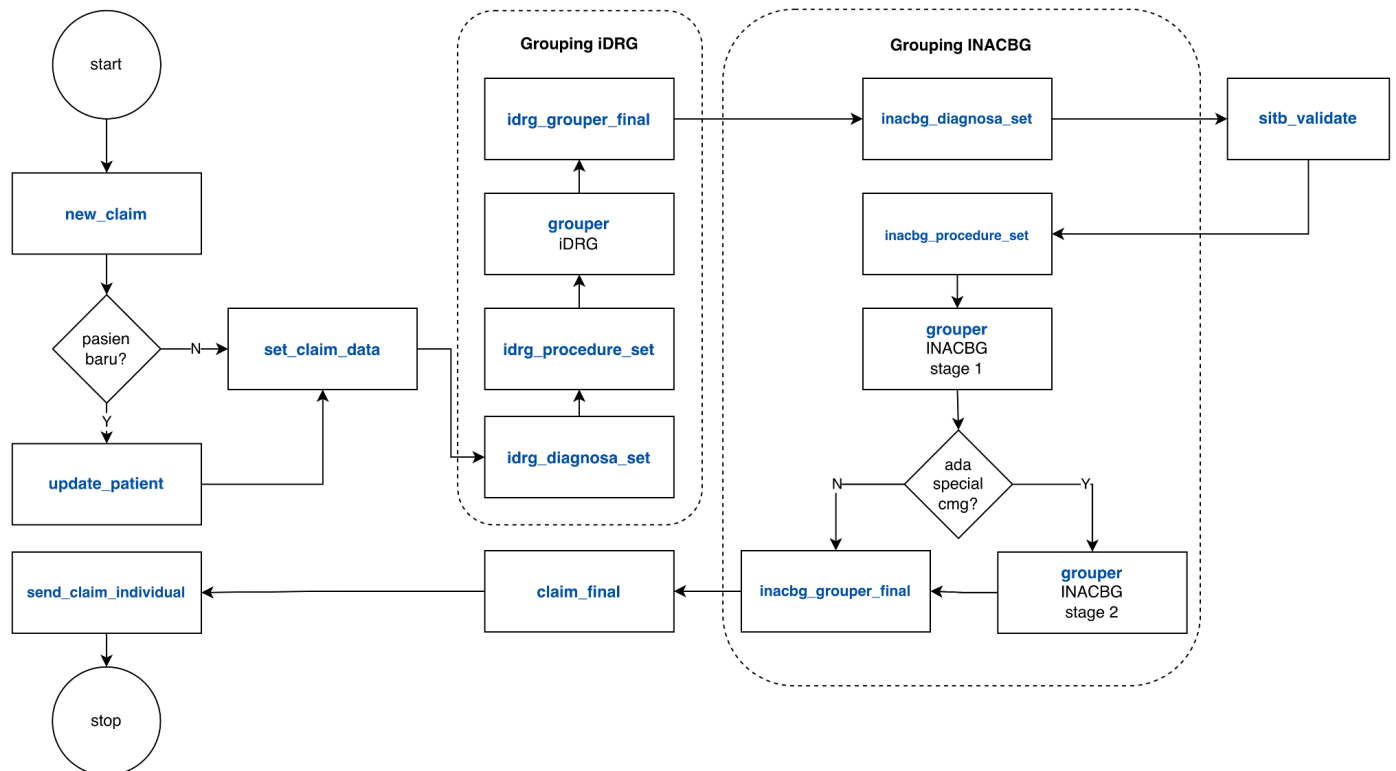 start
new_claim
pasien
baru?
N
Y
update_patient
set_claim_data
Grouping iDRG
idrg_grouper_final
grouper
iDRG
idrg_procedure_set
idrg_diagnosa_set
Grouping INACBG
inacbg_diagnosa_set
sitb_validate
inacbg_procedure_set
grouper
INACBG
stage 1
ada
special
cmg?
N
Y
grouper
INACBG
stage 2
inacbg_grouper_final
claim_final
send_claim_individual
stop